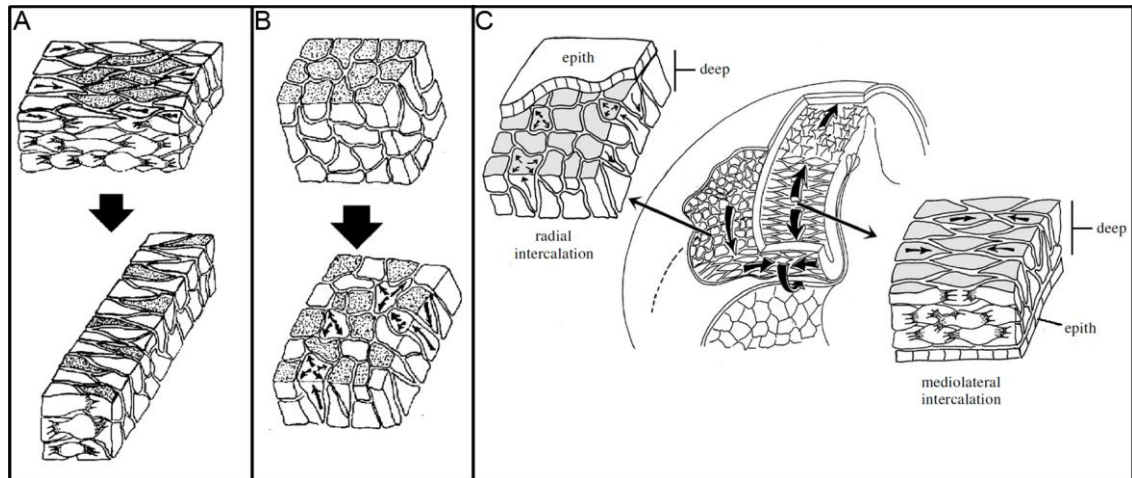 A
B
C
epith
deep
radial
intercalation
deep
epith
mediolateral
intercalation